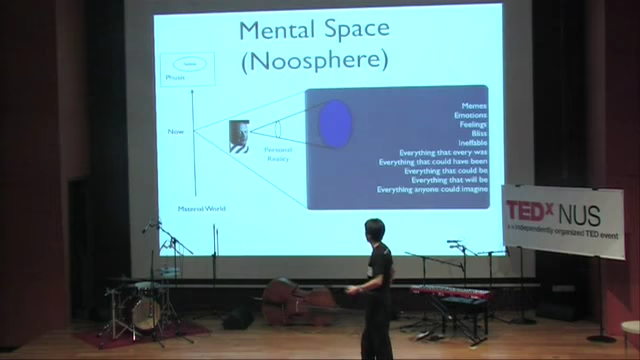 Mental Space
(Noosphere)
Photi
Now
Personal
Reality
Material World
Memes
Emotions
Feelings
Bliss
Ineffable
Everything that every was
Everything that could have been
Everything that could be
Everything that will be
Everything anyone could imagine
TEDx NUS
x = independently organized TED event